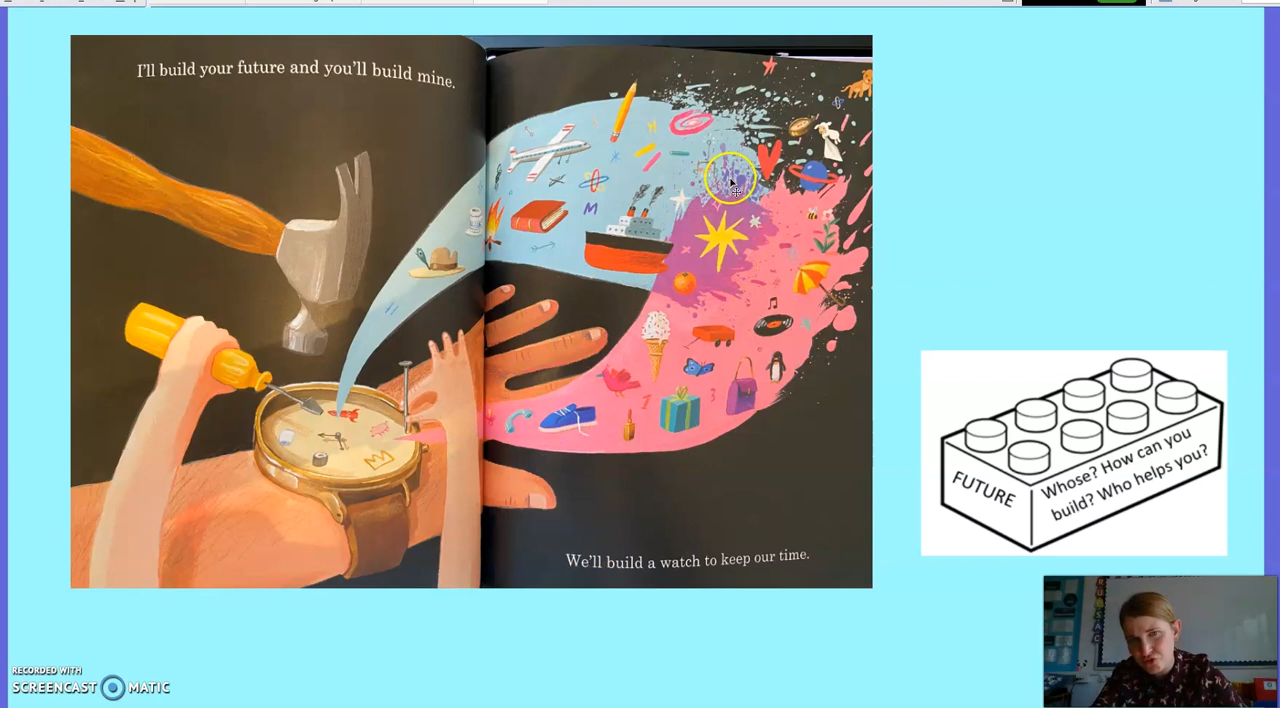 I'll build your future and you'll build mine.
We'll build a watch to keep our time.
FUTURE
Whose? How can you
build? Who helps you?
RECORDED WITH
SCREENCAST MATIC